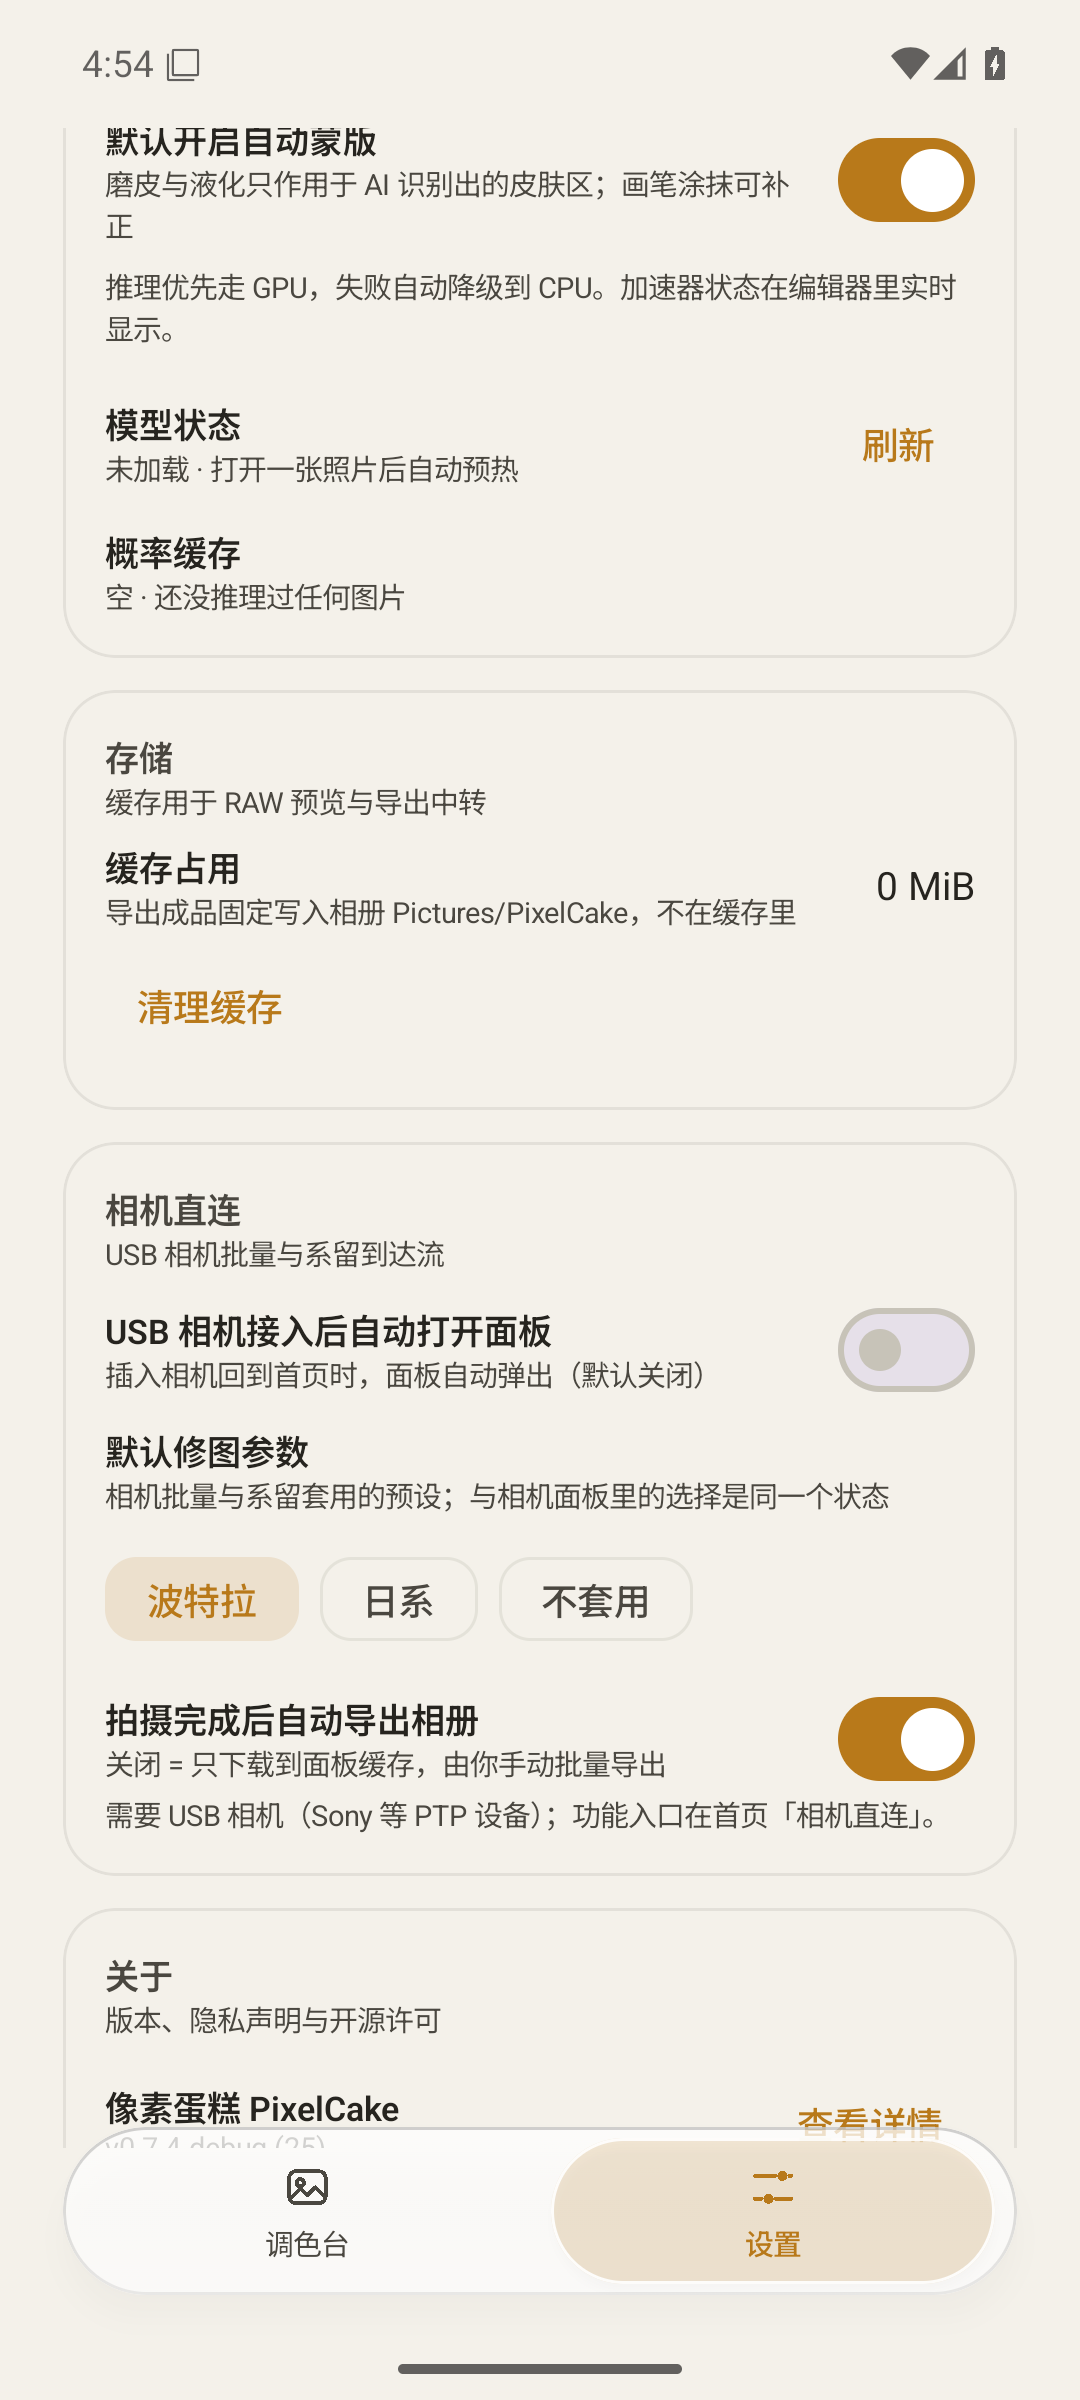 4:54
默认开启自动蒙版
磨皮与液化只作用于 AI 识别出的皮肤区；画笔涂抹可补
正
推理优先走 GPU，失败自动降级到 CPU。加速器状态在编辑器里实时
显示。
模型状态
未加载 · 打开一张照片后自动预热
刷新
概率缓存
空 · 还没推理过任何图片
存储
缓存用于 RAW 预览与导出中转
缓存占用
导出成品固定写入相册 Pictures/PixelCake，不在缓存里
0 MiB
清理缓存
相机直连
USB 相机批量与系留到达流
USB 相机接入后自动打开面板
插入相机回到首页时，面板自动弹出（默认关闭）
默认修图参数
相机批量与系留套用的预设；与相机面板里的选择是同一个状态
波特拉
日系
不套用
拍摄完成后自动导出相册
关闭 = 只下载到面板缓存，由你手动批量导出
需要 USB 相机（Sony 等 PTP 设备）；功能入口在首页「相机直连」。
关于
版本、隐私声明与开源许可
像素蛋糕 PixelCake
查看详情
v0.7.4 debug (25)
调色台
设置